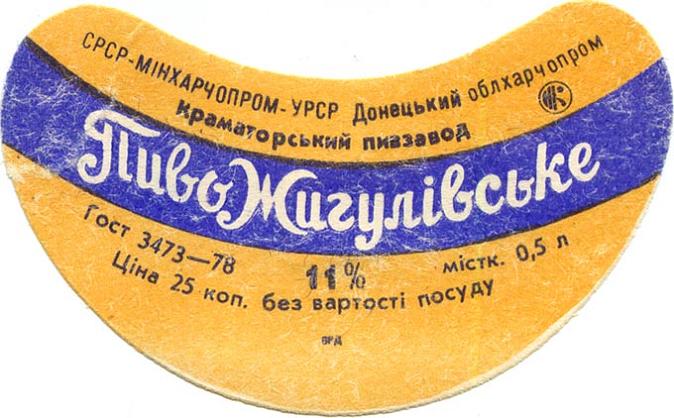 СРСР-МІНХАРЧОПРОМ-УРСР Донецький облхарчопром
Краматорський пивзавод
Пиво Жигулівське
Гост 3473—78 11% містк. 0,5 л
Ціна 25 коп. без вартості посуду